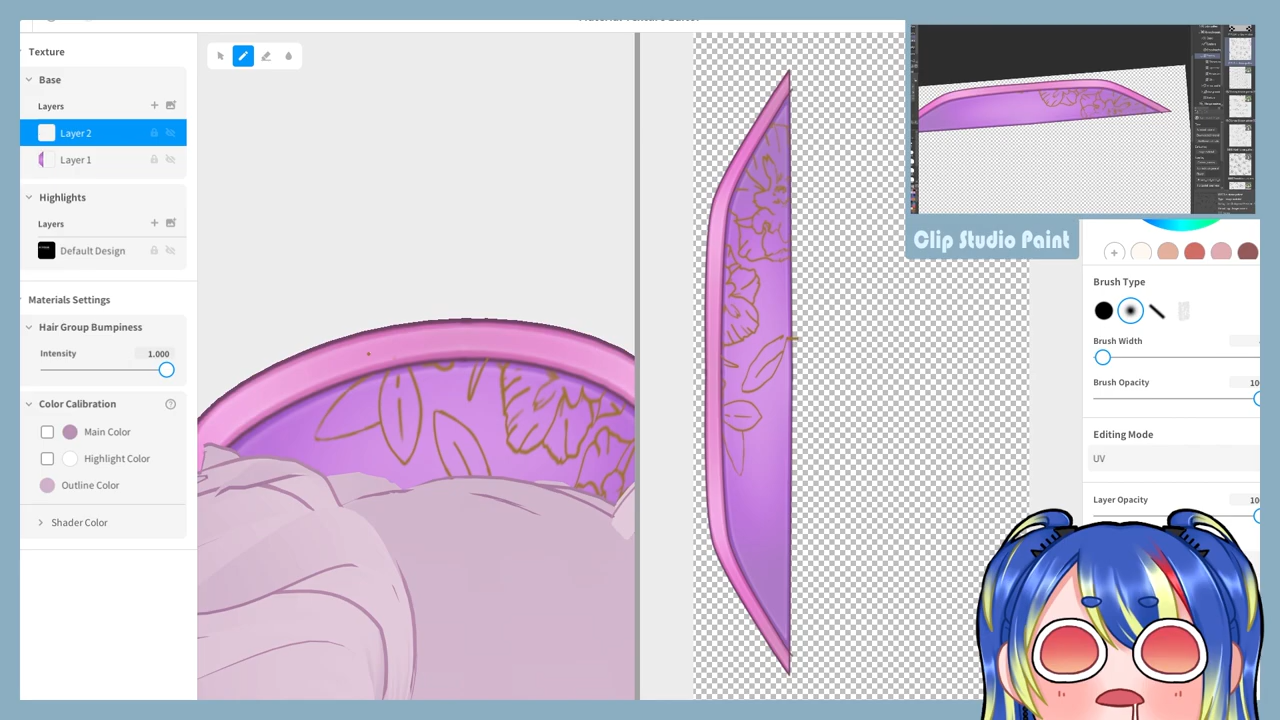 Texture
Base
Layers
Layer 2
Layer 1
Highlights
Layers
Default Design
Materials Settings
Hair Group Bumpiness
Intensity
1.000
Color Calibration
Main Color
Highlight Color
Outline Color
Shader Color
Clip Studio Paint
Brush Type
Brush Width
Brush Opacity
10
Editing Mode
UV
Layer Opacity
10